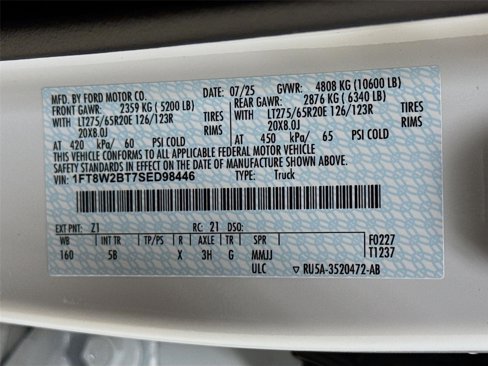 MFD. BY FORD MOTOR CO. DATE: 07/25 GVWR: 4808 KG (10600 LB)
FRONT GAWR: 2359 KG (5200 LB) REAR GAWR: 2876 KG (6340 LB)
WITH LT275/65R20E 126/123R TIRES WITH LT275/65R20E 126/123R TIRES
20X8.0J RIMS 20X8.0J RIMS
AT 420 kPa/ 60 PSI COLD AT 450 kPa/ 65 PSI COLD
THIS VEHICLE CONFORMS TO ALL APPLICABLE FEDERAL MOTOR VEHICLE
SAFETY STANDARDS IN EFFECT ON THE DATE OF MANUFACTURE SHOWN ABOVE.
VIN: 1FT8W2BT7SED98446 TYPE: Truck
EXT PNT: Z1 RC: 21 DSO:
WB INT TR TP/PS R AXLE TR SPR F0227
160 5B X 3H G MMJJ T1237
ULC ▽ RU5A-3520472-AB